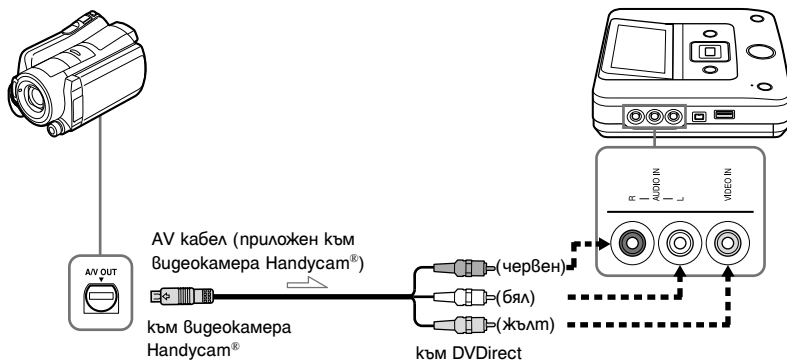 R
AUDIO IN
L
VIDEO IN
A/V OUT
AV кабел (приложен към
видеокамера Handycam®)
(червен)
(бял)
(жълт)
към видеокамера
Handycam®
към DVDirect